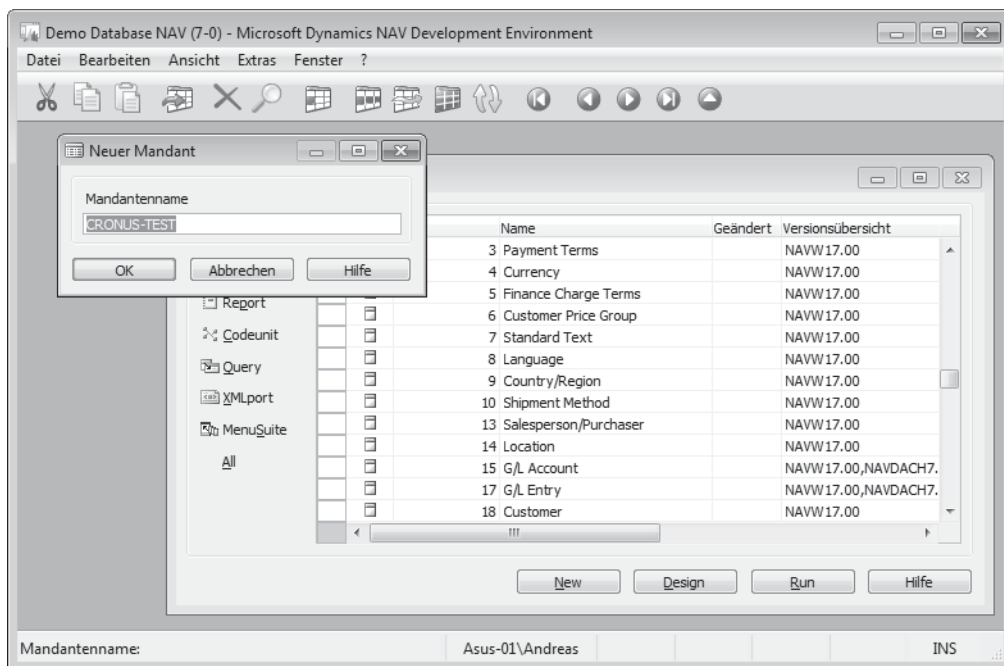 Demo Database NAV (7-0) - Microsoft Dynamics NAV Development Environment
Datei Bearbeiten Ansicht Extras Fenster ?
Neuer Mandant
Mandantenname
CRONUS-TEST
OK Abbrechen Hilfe
Report
Codeunit
Query
XMLport
MenuSuite
All
Name Geändert Versionsübersicht
3 Payment Terms NAVW17.00
4 Currency NAVW17.00
5 Finance Charge Terms NAVW17.00
6 Customer Price Group NAVW17.00
7 Standard Text NAVW17.00
8 Language NAVW17.00
9 Country/Region NAVW17.00
10 Shipment Method NAVW17.00
13 Salesperson/Purchaser NAVW17.00
14 Location NAVW17.00
15 G/L Account NAVW17.00,NAVDACH7.
17 G/L Entry NAVW17.00,NAVDACH7.
18 Customer NAVW17.00
New Design Run Hilfe
Mandantenname: Asus-01\Andreas INS